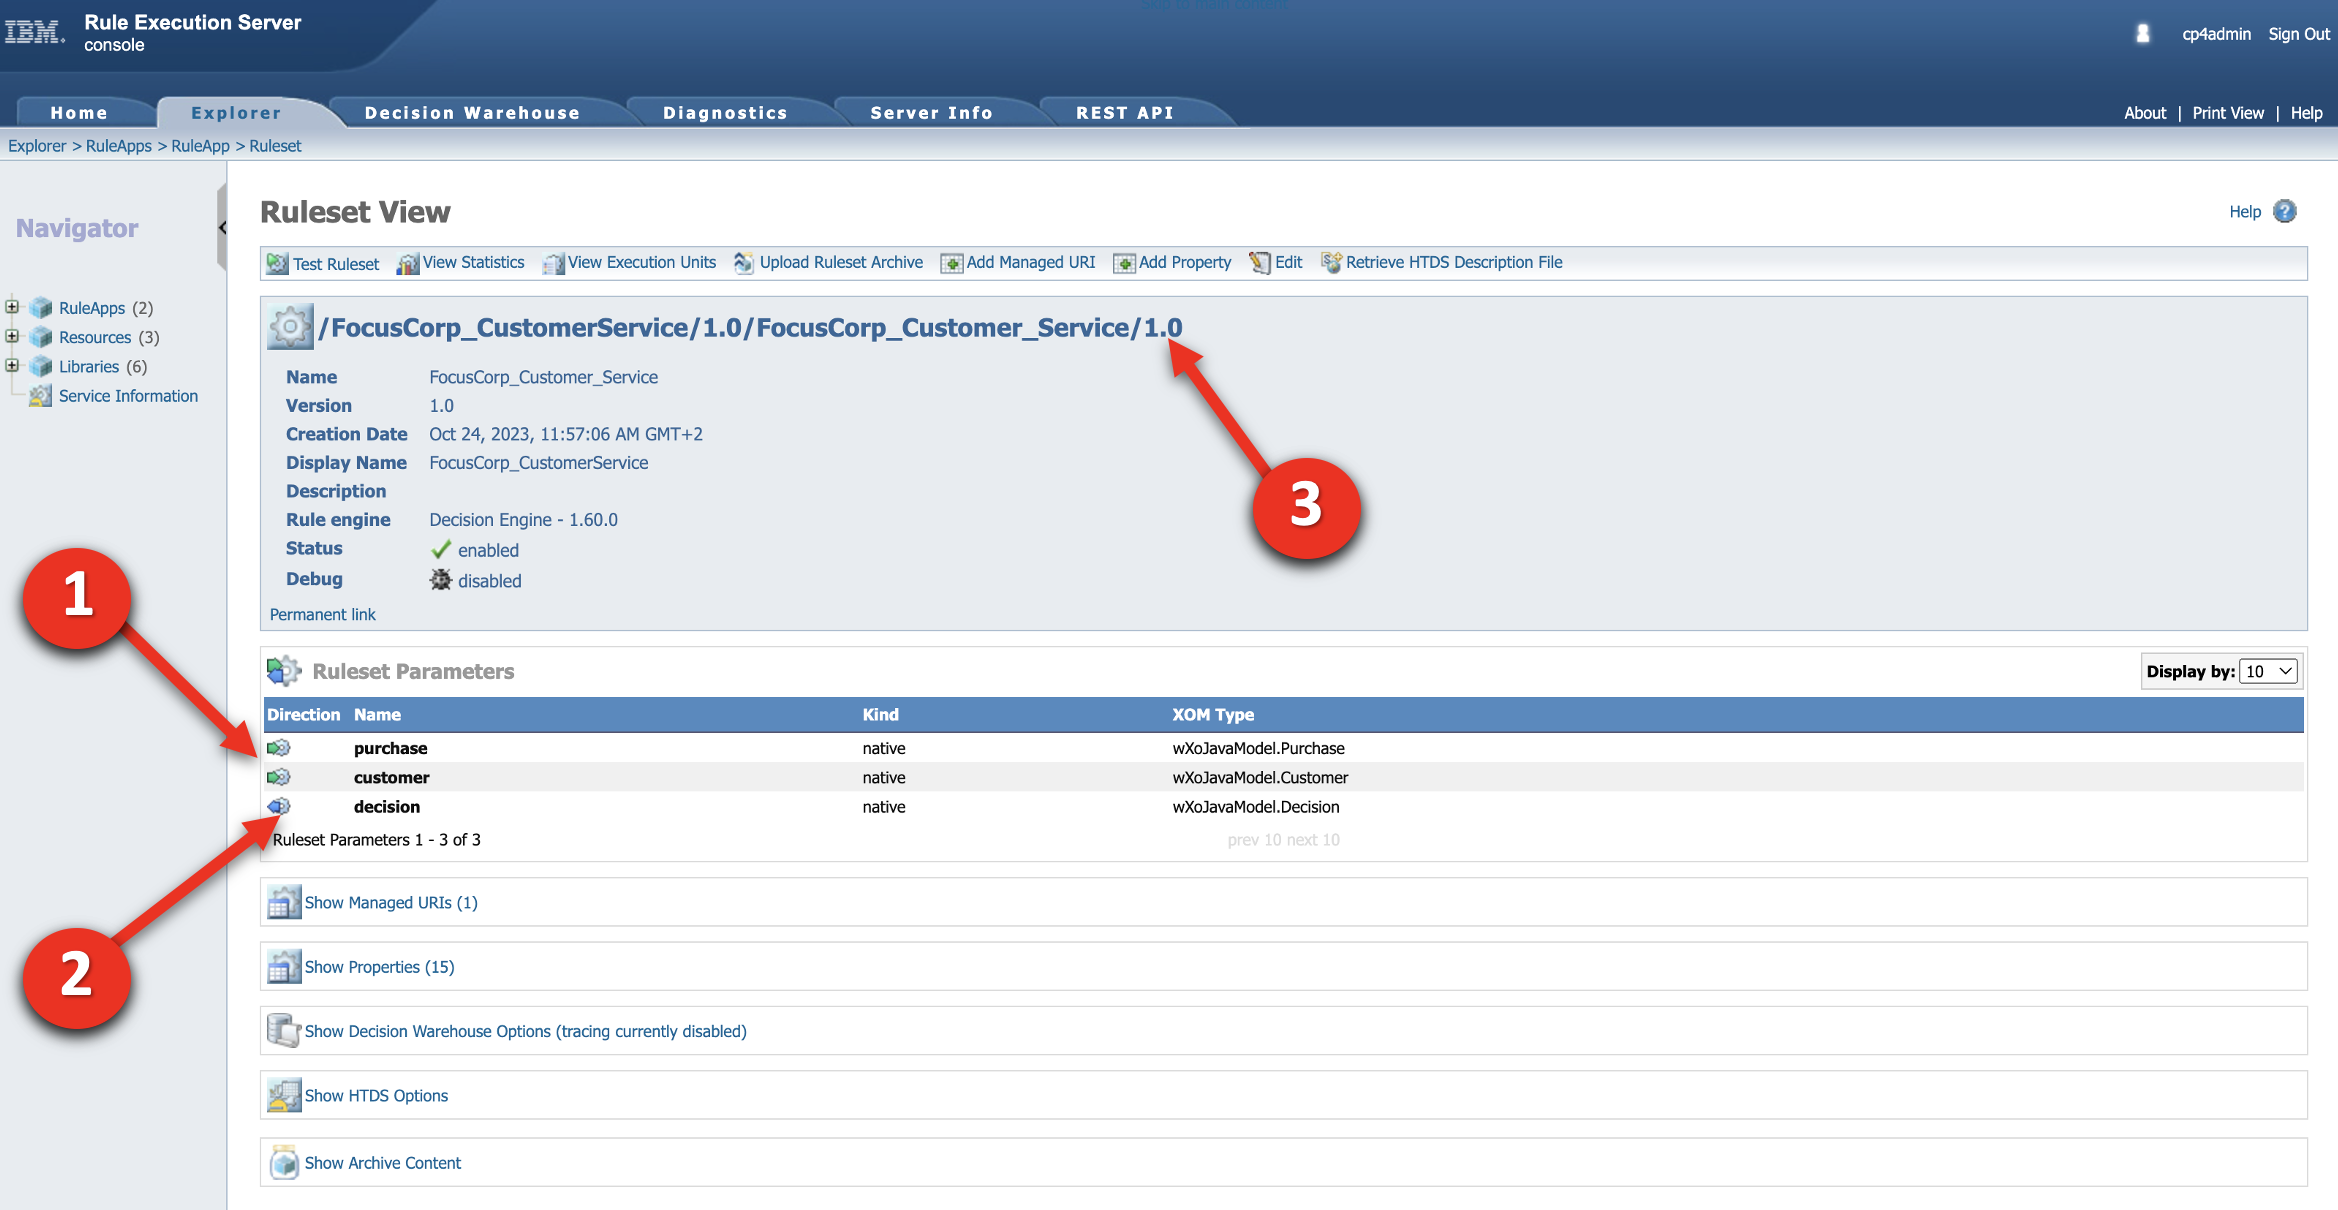 Skip to main content
IBM.
Rule Execution Server
console
cp4admin Sign Out
Home Explorer Decision Warehouse Diagnostics Server Info REST API
About | Print View | Help
Explorer > RuleApps > RuleApp > Ruleset
Navigator
RuleApps (2)
Resources (3)
Libraries (6)
Service Information
Ruleset View
Help
Test Ruleset View Statistics View Execution Units Upload Ruleset Archive Add Managed URI Add Property Edit Retrieve HTDS Description File
/FocusCorp_CustomerService/1.0/FocusCorp_Customer_Service/1.0
Name FocusCorp_Customer_Service
Version 1.0
Creation Date Oct 24, 2023, 11:57:06 AM GMT+2
Display Name FocusCorp_CustomerService
Description
Rule engine Decision Engine - 1.60.0
Status enabled
Debug disabled
Permanent link
3
1
Ruleset Parameters
Display by: 10
Direction Name Kind XOM Type
purchase native wXoJavaModel.Purchase
customer native wXoJavaModel.Customer
decision native wXoJavaModel.Decision
Ruleset Parameters 1 - 3 of 3 prev 10 next 10
2
Show Managed URIs (1)
Show Properties (15)
Show Decision Warehouse Options (tracing currently disabled)
Show HTDS Options
Show Archive Content